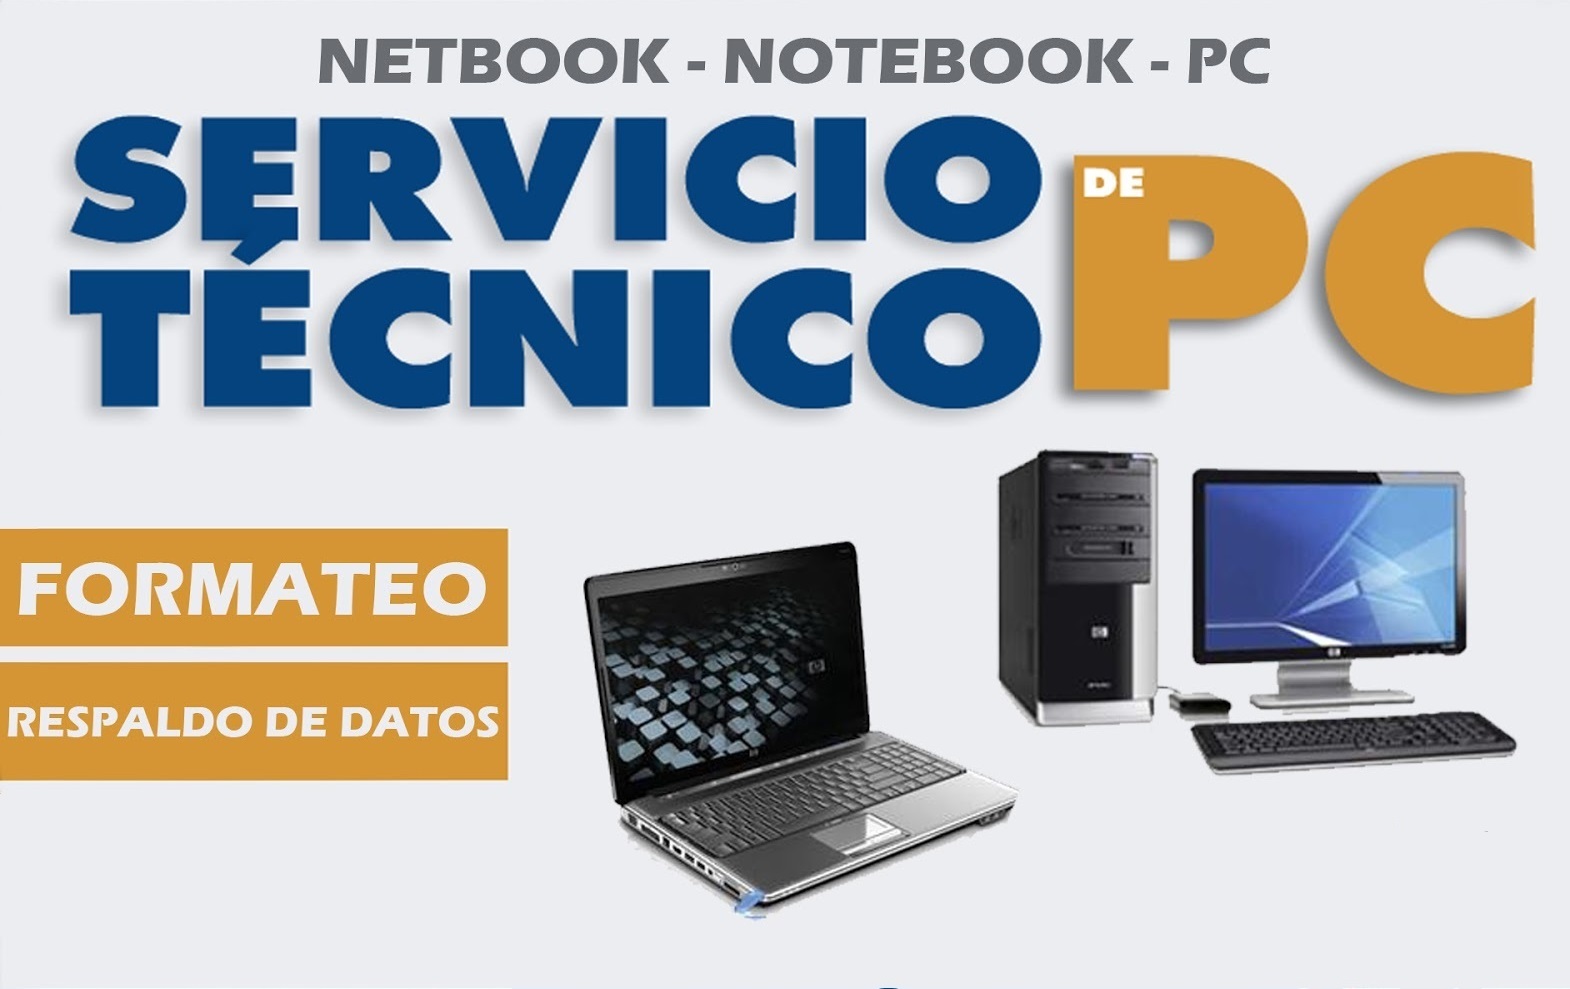 NETBOOK - NOTEBOOK - PC
SERVICIO
TÉCNICO
DE
PC
FORMATEO
RESPALDO DE DATOS